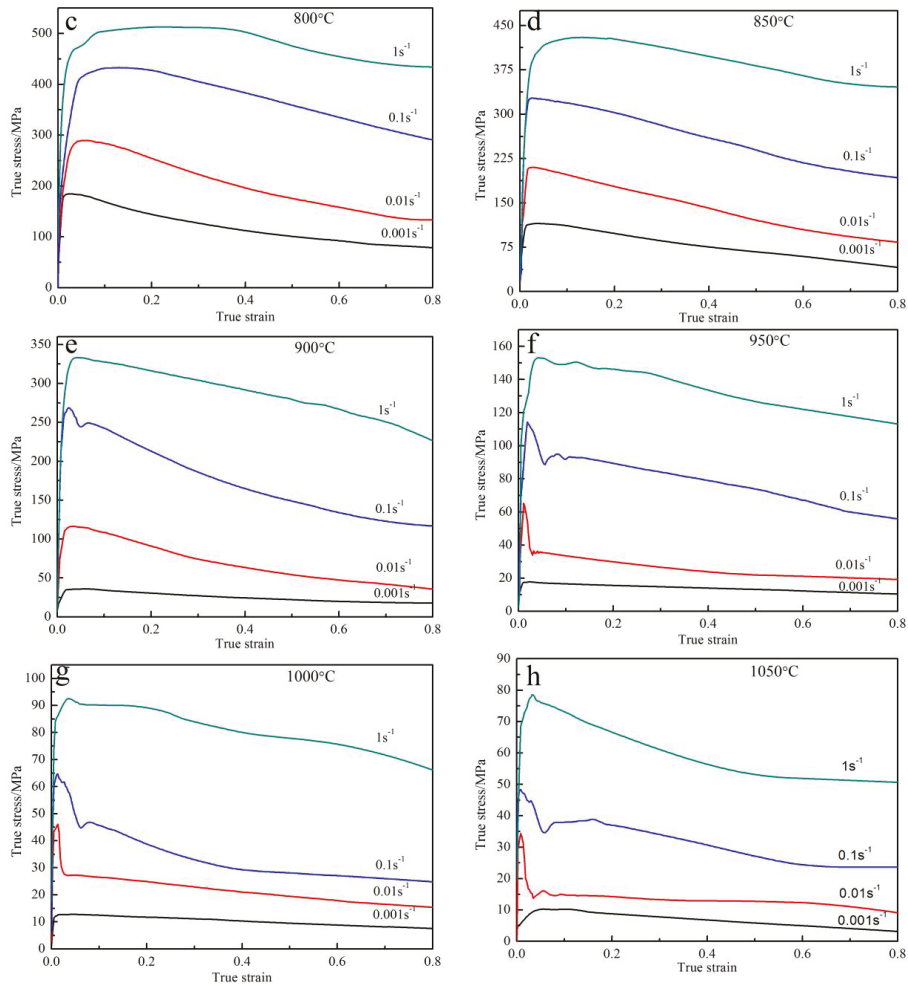 c
800°C
500
400
300
200
100
0
0.0
0.2
0.4
0.6
0.8
True strain
True stress/MPa
1s⁻¹
0.1s⁻¹
0.01s⁻¹
0.001s⁻¹
d
850°C
450
375
300
225
150
75
0
0.0
0.2
0.4
0.6
0.8
True strain
True stress/MPa
1s⁻¹
0.1s⁻¹
0.01s⁻¹
0.001s⁻¹
e
900°C
350
300
250
200
150
100
50
0
0.0
0.2
0.4
0.6
0.8
True strain
True stress/MPa
1s⁻¹
0.1s⁻¹
0.01s⁻¹
0.001s⁻¹
f
950°C
160
140
120
100
80
60
40
20
0
0.0
0.2
0.4
0.6
0.8
True strain
True stress/MPa
1s⁻¹
0.1s⁻¹
0.01s⁻¹
0.001s⁻¹
g
1000°C
100
90
80
70
60
50
40
30
20
10
0
0.0
0.2
0.4
0.6
0.8
True strain
True stress/MPa
1s⁻¹
0.1s⁻¹
0.01s⁻¹
0.001s⁻¹
h
1050°C
90
80
70
60
50
40
30
20
10
0
0.0
0.2
0.4
0.6
0.8
True strain
True stress/MPa
1s⁻¹
0.1s⁻¹
0.01s⁻¹
0.001s⁻¹